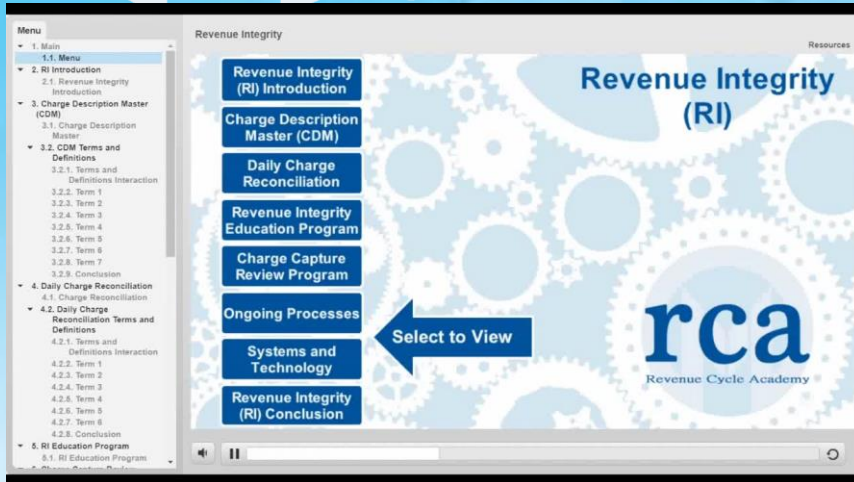 Menu
1. Main
1.1. Menu
2. RI Introduction
2.1. Revenue Integrity
Introduction
3. Charge Description Master
(CDM)
3.1. Charge Description
Master
3.2. CDM Terms and
Definitions
3.2.1. Terms and
Definitions Interaction
3.2.2. Term 1
3.2.3. Term 2
3.2.4. Term 3
3.2.5. Term 4
3.2.6. Term 5
3.2.7. Term 6
3.2.8. Term 7
3.2.9. Conclusion
4. Daily Charge Reconciliation
4.1. Charge Reconciliation
4.2. Daily Charge
Reconciliation Terms and
Definitions
4.2.1. Terms and
Definitions Interaction
4.2.2. Term 1
4.2.3. Term 2
4.2.4. Term 3
4.2.5. Term 4
4.2.6. Term 5
4.2.7. Term 6
4.2.8. Conclusion
5. RI Education Program
5.1. RI Education Program
Revenue Integrity
Resources
Revenue Integrity
(RI) Introduction
Charge Description
Master (CDM)
Daily Charge
Reconciliation
Revenue Integrity
Education Program
Charge Capture
Review Program
Ongoing Processes
Systems and
Technology
Revenue Integrity
(RI) Conclusion
Select to View
Revenue Integrity
(RI)
rca
Revenue Cycle Academy